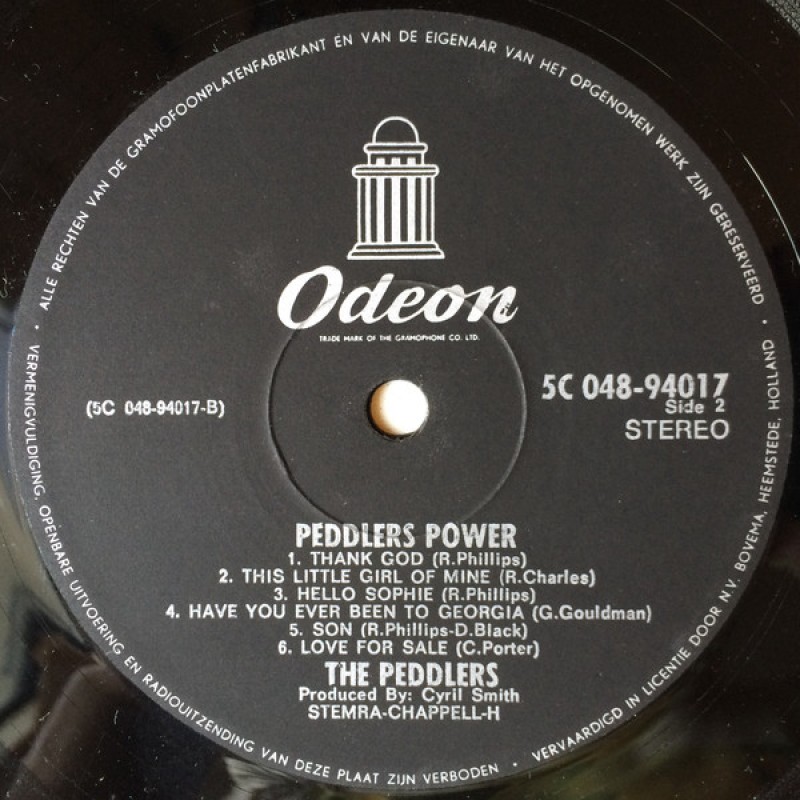 ALLE RECHTEN VAN DE GRAMOFOONPLATENFABRIKANT EN VAN DE EIGENAAR VAN HET OPGENOMEN WERK ZIJN GERESERVEERD ·
Odeon
TRADE MARK OF THE GRAMOPHONE CO. LTD.
(5C 048-94017-B)
5C 048-94017
Side 2
STEREO
PEDDLERS POWER
1. THANK GOD (R.Phillips)
2. THIS LITTLE GIRL OF MINE (R.Charles)
3. HELLO SOPHIE (R.Phillips)
4. HAVE YOU EVER BEEN TO GEORGIA (G.Gouldman)
5. SON (R.Phillips-D.Black)
6. LOVE FOR SALE (C.Porter)
THE PEDDLERS
Produced By: Cyril Smith
STEMRA-CHAPPELL-H
VERMENIGVULDIGING, OPENBARE UITVOERING EN RADIOUITZENDING VAN DEZE PLAAT ZIJN VERBODEN · VERVAARDIGD IN LICENTIE DOOR N.V. BOVEMA, HEEMSTEDE, HOLLAND ·